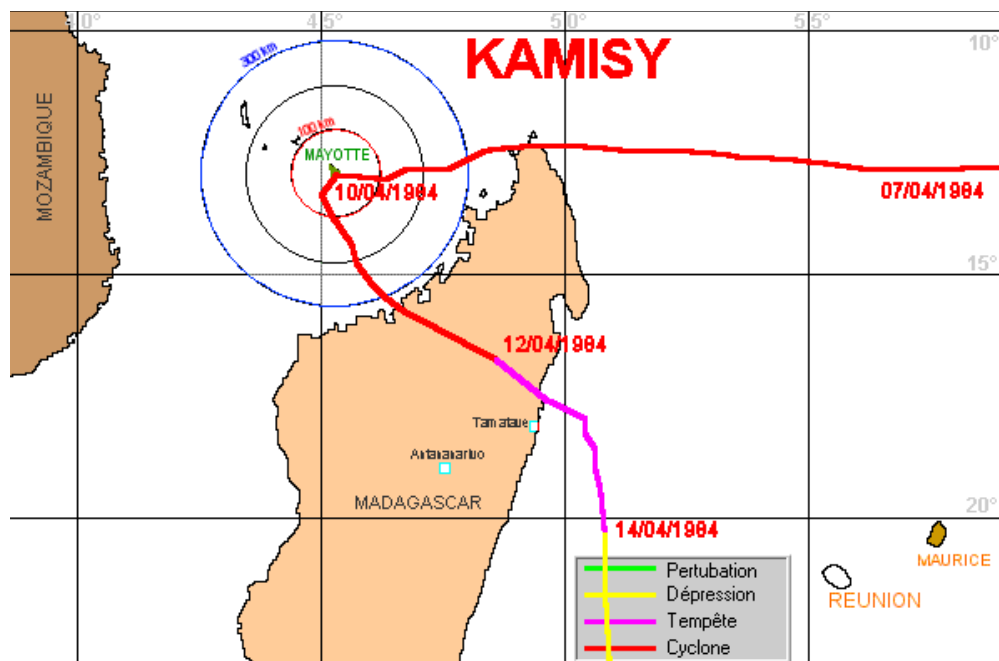 40°
45°
50°
55°
KAMISY
10°
300 km
100 km
MOZAMBIQUE
MAYOTTE
10/04/1984
07/04/1984
15°
12/04/1984
Tamatave
Antananarivo
MADAGASCAR
20°
14/04/1984
MAURICE
REUNION
Pertubation
Dépression
Tempête
Cyclone